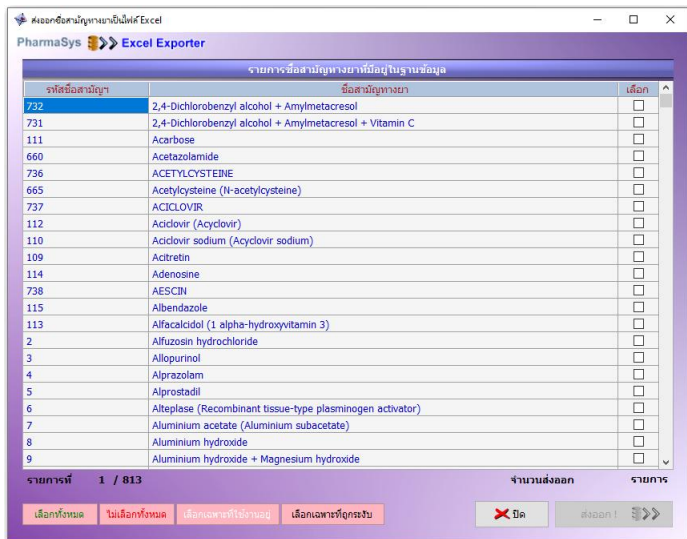 ส่งออกชื่อสามัญทางยาเป็นไฟล์ Excel
PharmaSys Excel Exporter
รายการชื่อสามัญทางยาที่มีอยู่ในฐานข้อมูล
รหัสชื่อสามัญฯ ชื่อสามัญทางยา เลือก
732 2,4-Dichlorobenzyl alcohol + Amylmetacresol
731 2,4-Dichlorobenzyl alcohol + Amylmetacresol + Vitamin C
111 Acarbose
660 Acetazolamide
736 ACETYLCYSTEINE
665 Acetylcysteine (N-acetylcysteine)
737 ACICLOVIR
112 Aciclovir (Acyclovir)
110 Aciclovir sodium (Acyclovir sodium)
109 Acitretin
114 Adenosine
738 AESCIN
115 Albendazole
113 Alfacalcidol (1 alpha-hydroxyvitamin 3)
2 Alfuzosin hydrochloride
3 Allopurinol
4 Alprazolam
5 Alprostadil
6 Alteplase (Recombinant tissue-type plasminogen activator)
7 Aluminium acetate (Aluminium subacetate)
8 Aluminium hydroxide
9 Aluminium hydroxide + Magnesium hydroxide
รายการที่ 1 / 813 จำนวนส่งออก รายการ
เลือกทั้งหมด ไม่เลือกทั้งหมด เลือกเฉพาะที่ใช้งานอยู่ เลือกเฉพาะที่ถูกระงับ ปิด ส่งออก !